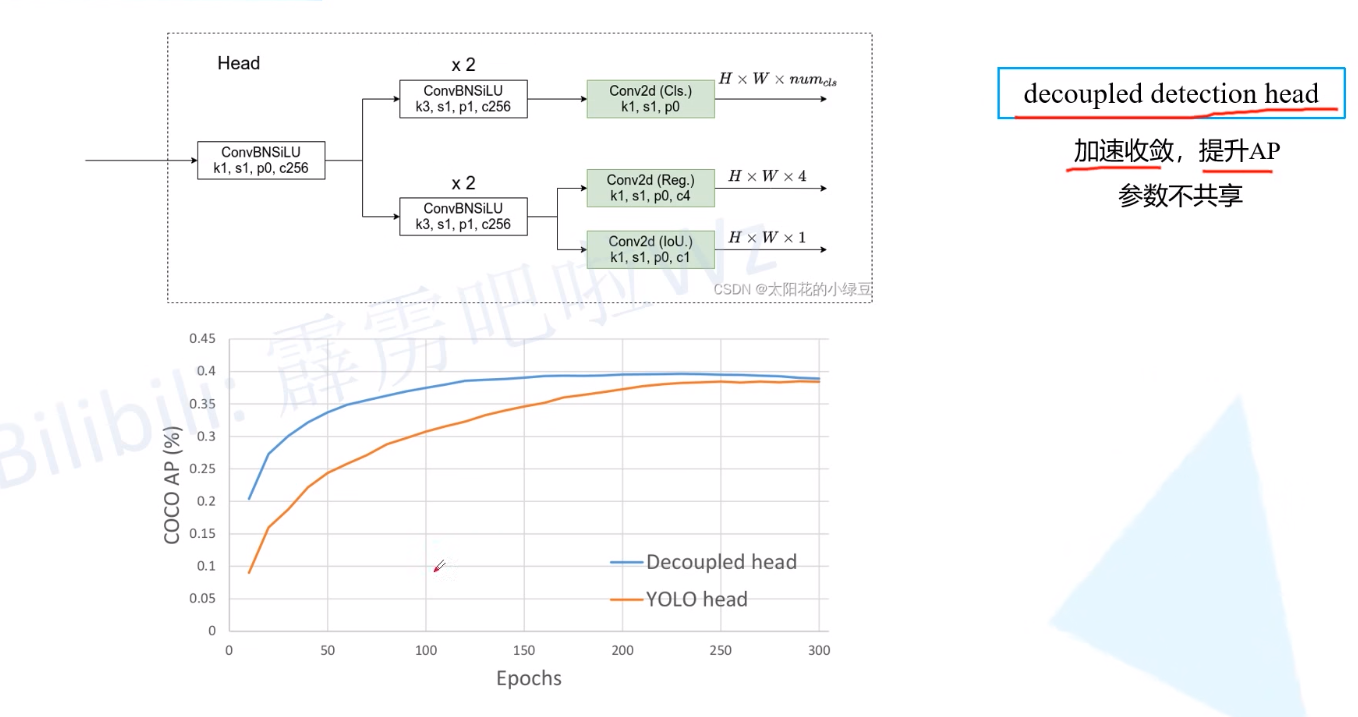 Head
x 2
ConvBNSiLU
k3, s1, p1, c256
Conv2d (Cls.)
k1, s1, p0
H × W × num_cls
ConvBNSiLU
k1, s1, p0, c256
x 2
ConvBNSiLU
k3, s1, p1, c256
Conv2d (Reg.)
k1, s1, p0, c4
H × W × 4
Conv2d (IoU.)
k1, s1, p0, c1
H × W × 1
CSDN @太阳花的小绿豆
decoupled detection head
加速收敛，提升AP
参数不共享
Bilibili: 霹雳吧啦Wz
COCO AP (%)
0.45
0.4
0.35
0.3
0.25
0.2
0.15
0.1
0.05
0
0
50
100
150
200
250
300
Epochs
Decoupled head
YOLO head